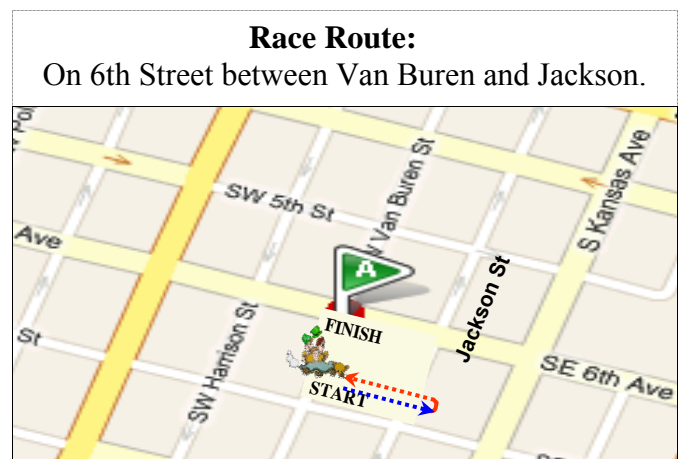 Race Route:
On 6th Street between Van Buren and Jackson.
S Kansas Ave
Van Buren St
SW 5th St
Ave
A
Jackson St
FINISH
St
SW Harrison St
SE 6th Ave
START